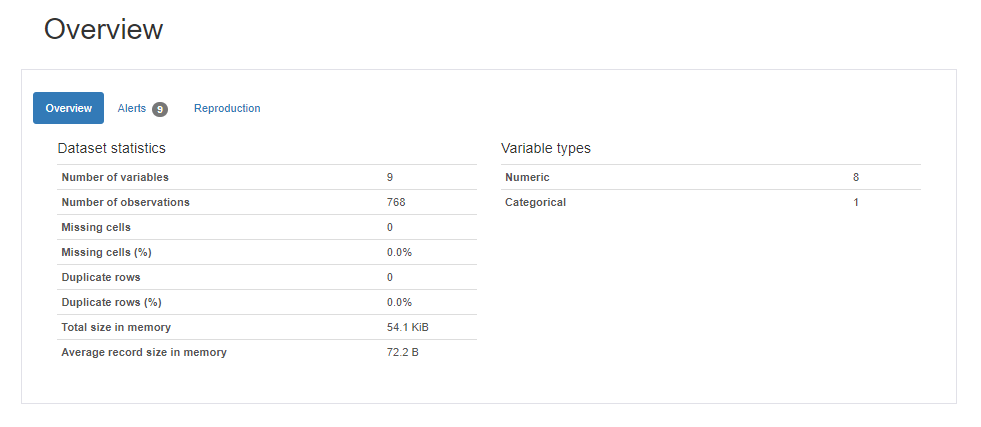 Overview
Overview Alerts 9 Reproduction
Dataset statistics
Number of variables 9
Number of observations 768
Missing cells 0
Missing cells (%) 0.0%
Duplicate rows 0
Duplicate rows (%) 0.0%
Total size in memory 54.1 KiB
Average record size in memory 72.2 B
Variable types
Numeric 8
Categorical 1